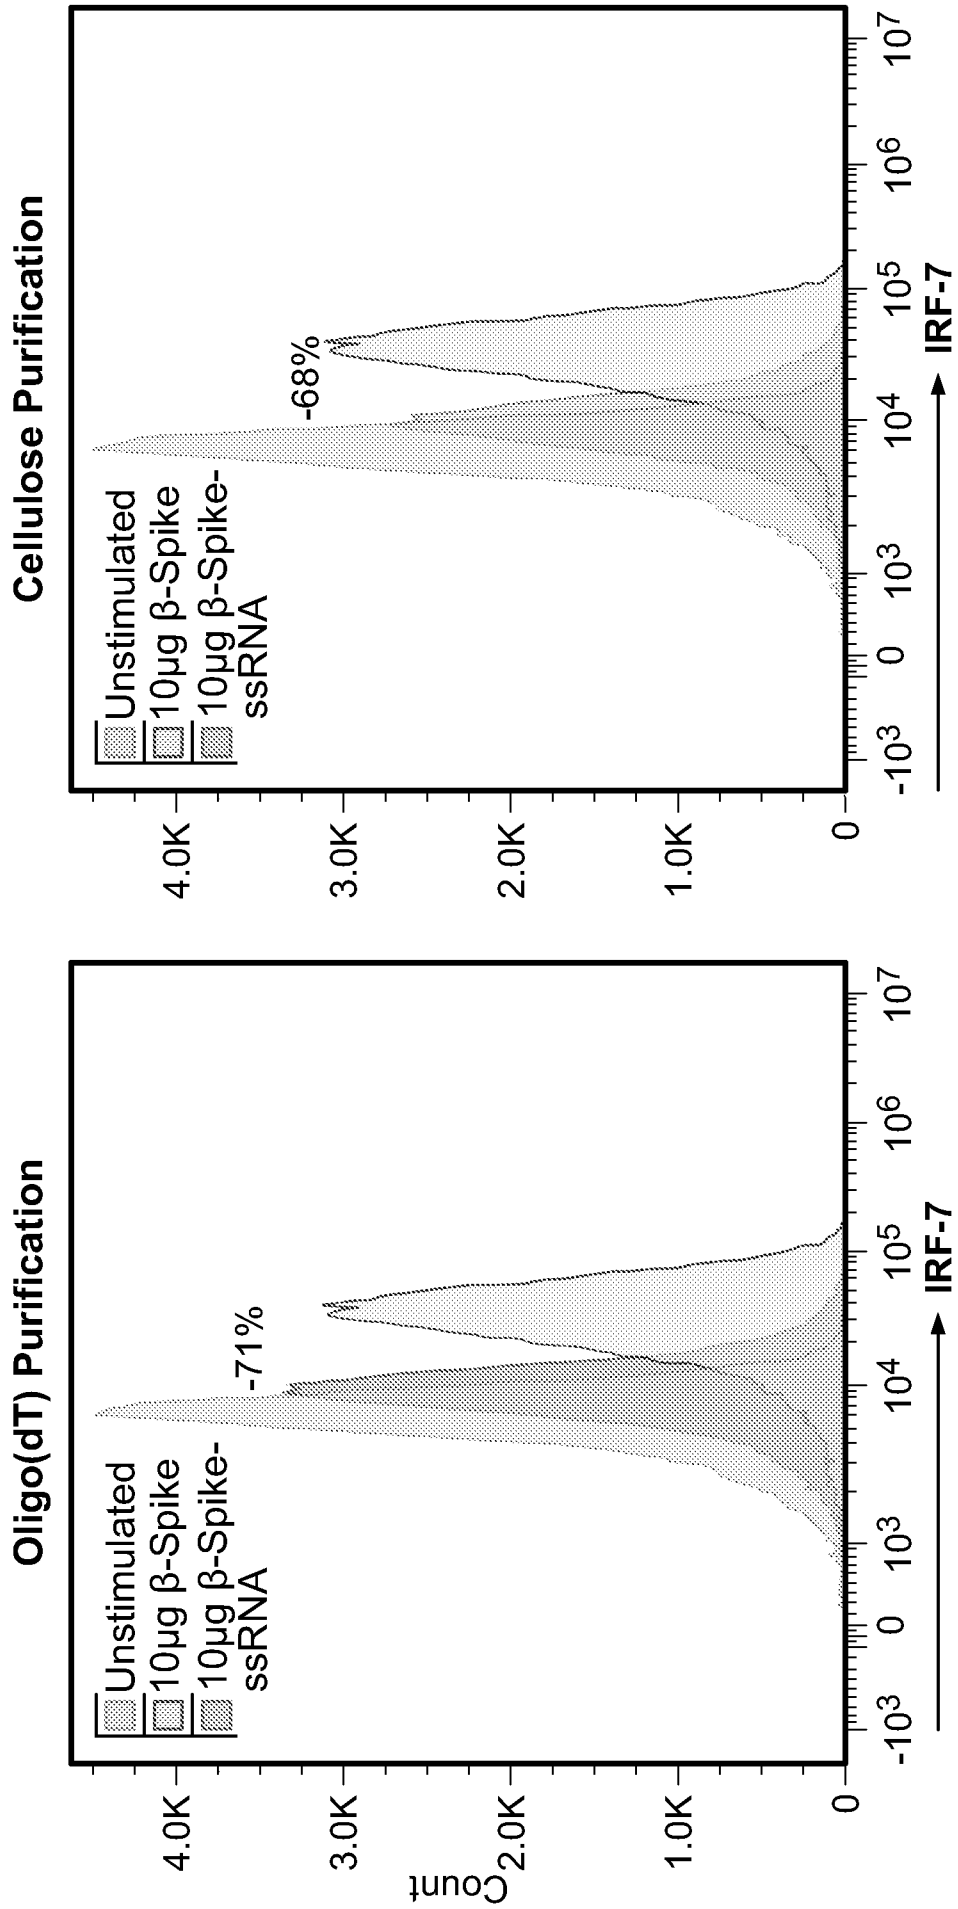 Oligo(dT) Purification
Count
4.0K
3.0K
2.0K
1.0K
0
Unstimulated
10µg β-Spike
10µg β-Spike-
ssRNA
-71%
-10³ 0 10³ 10⁴ 10⁵ 10⁶ 10⁷
IRF-7
Cellulose Purification
4.0K
3.0K
2.0K
1.0K
0
Unstimulated
10µg β-Spike
10µg β-Spike-
ssRNA
-68%
-10³ 0 10³ 10⁴ 10⁵ 10⁶ 10⁷
IRF-7